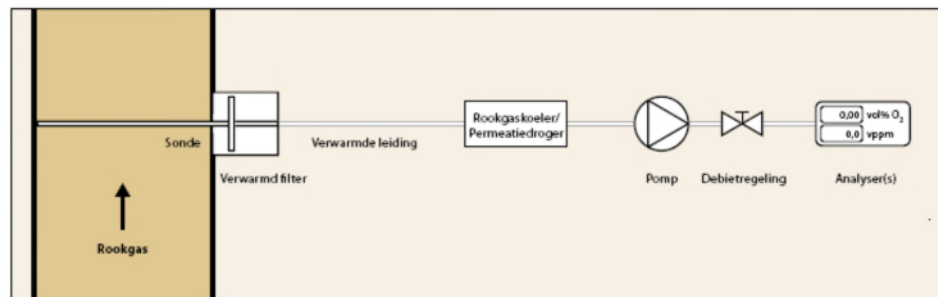 Rookgaskoeler/
Permeatiedroger
0,00 vol% O₂
0,0 vppm
Sonde
Verwarmde leiding
Verwarmd filter
Pomp
Debietregeling
Analyser(s)
Rookgas